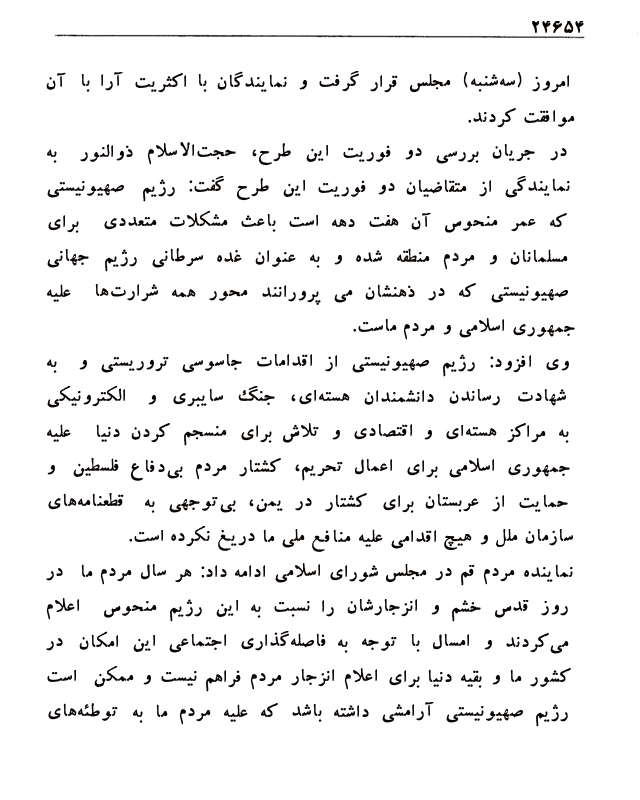 ۲۴۶۵۴
امروز (سه‌شنبه) مجلس قرار گرفت و نمایندگان با اکثریت آرا با آن
موافقت کردند.
در جریان بررسی دو فوریت این طرح، حجت‌الاسلام ذوالنور به
نمایندگی از متقاضیان دو فوریت این طرح گفت: رژیم صهیونیستی
که عمر منحوس آن هفت دهه است باعث مشکلات متعددی برای
مسلمانان و مردم منطقه شده و به عنوان غده سرطانی رژیم جهانی
صهیونیستی که در ذهنشان می پرورانند محور همه شرارت‌ها علیه
جمهوری اسلامی و مردم ماست.
وی افزود: رژیم صهیونیستی از اقدامات جاسوسی تروریستی و به
شهادت رساندن دانشمندان هسته‌ای، جنگ سایبری و الکترونیکی
به مراکز هسته‌ای و اقتصادی و تلاش برای منسجم کردن دنیا علیه
جمهوری اسلامی برای اعمال تحریم، کشتار مردم بی‌دفاع فلسطین و
حمایت از عربستان برای کشتار در یمن، بی‌توجهی به قطعنامه‌های
سازمان ملل و هیچ اقدامی علیه منافع ملی ما دریغ نکرده است.
نماینده مردم قم در مجلس شورای اسلامی ادامه داد: هر سال مردم ما در
روز قدس خشم و انزجارشان را نسبت به این رژیم منحوس اعلام
می‌کردند و امسال با توجه به فاصله‌گذاری اجتماعی این امکان در
کشور ما و بقیه دنیا برای اعلام انزجار مردم فراهم نیست و ممکن است
رژیم صهیونیستی آرامشی داشته باشد که علیه مردم ما به توطئه‌های